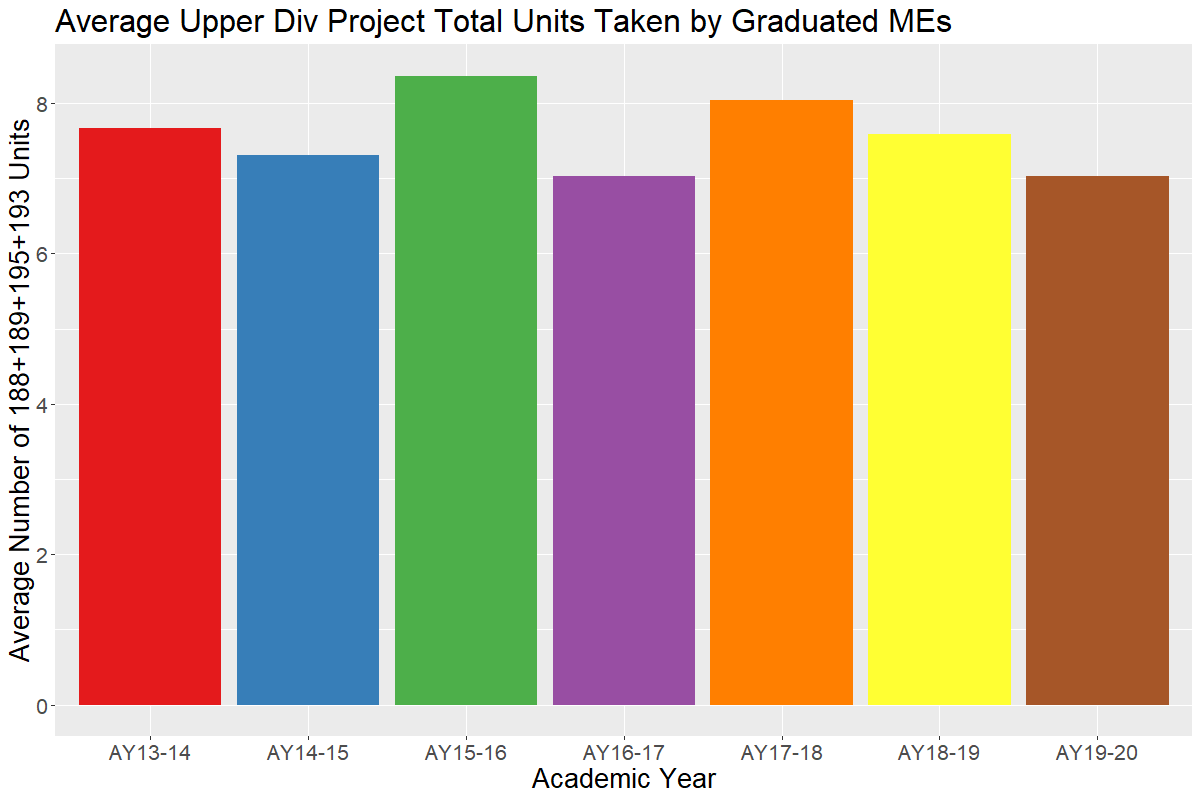 Average Upper Div Project Total Units Taken by Graduated MEs
Average Number of 188+189+195+193 Units
8
6
4
2
0
AY13-14 AY14-15 AY15-16 AY16-17 AY17-18 AY18-19 AY19-20
Academic Year